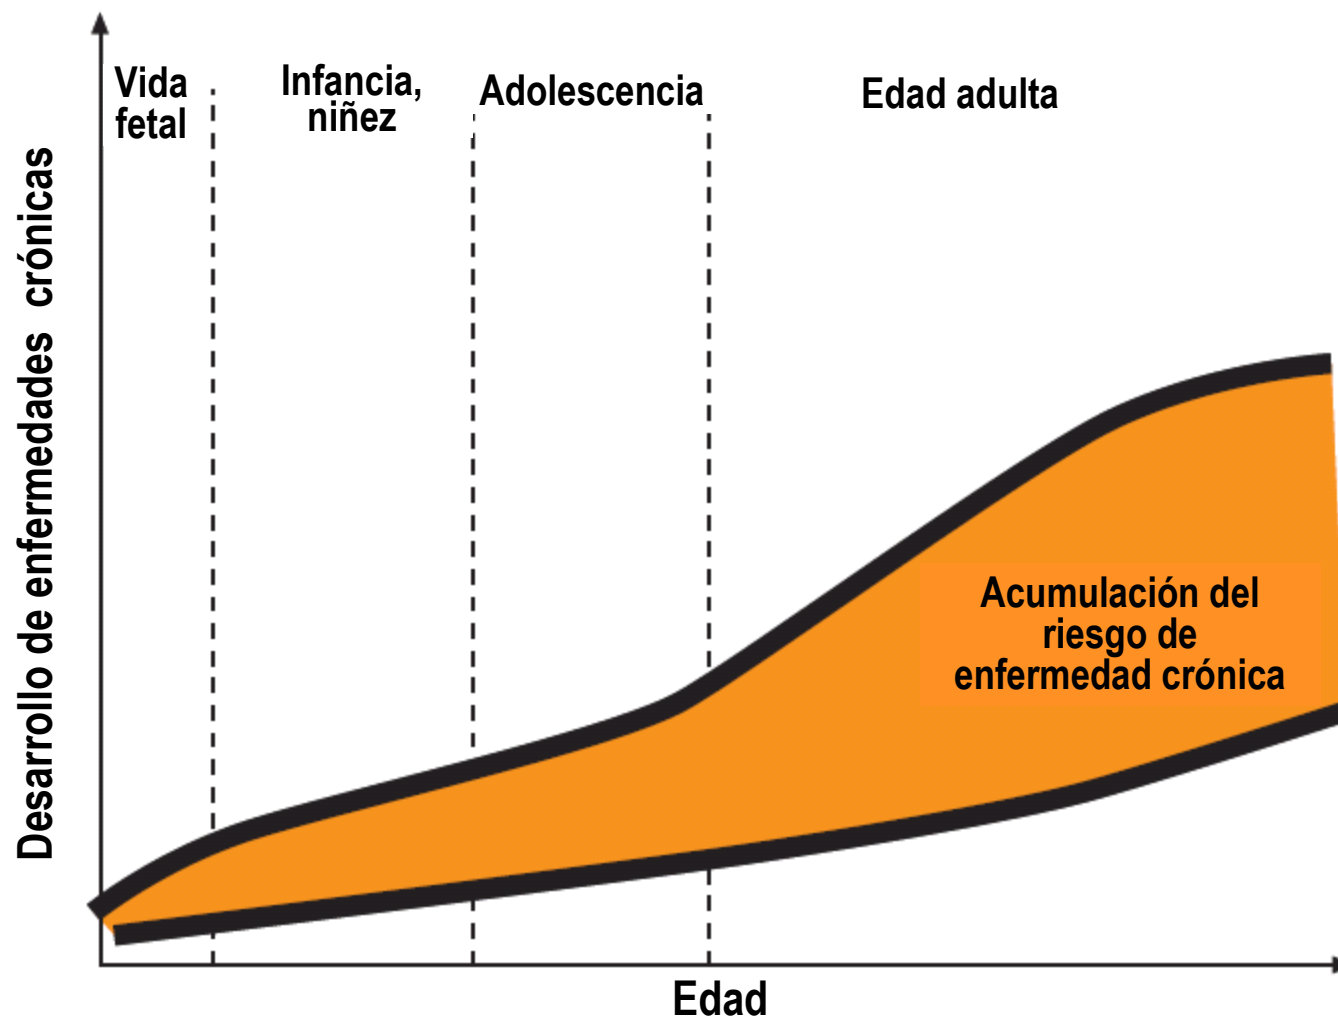 Vida
fetal
Infancia,
niñez
Adolescencia
Edad adulta
Desarrollo de enfermedades crónicas
Acumulación del
riesgo de
enfermedad crónica
Edad